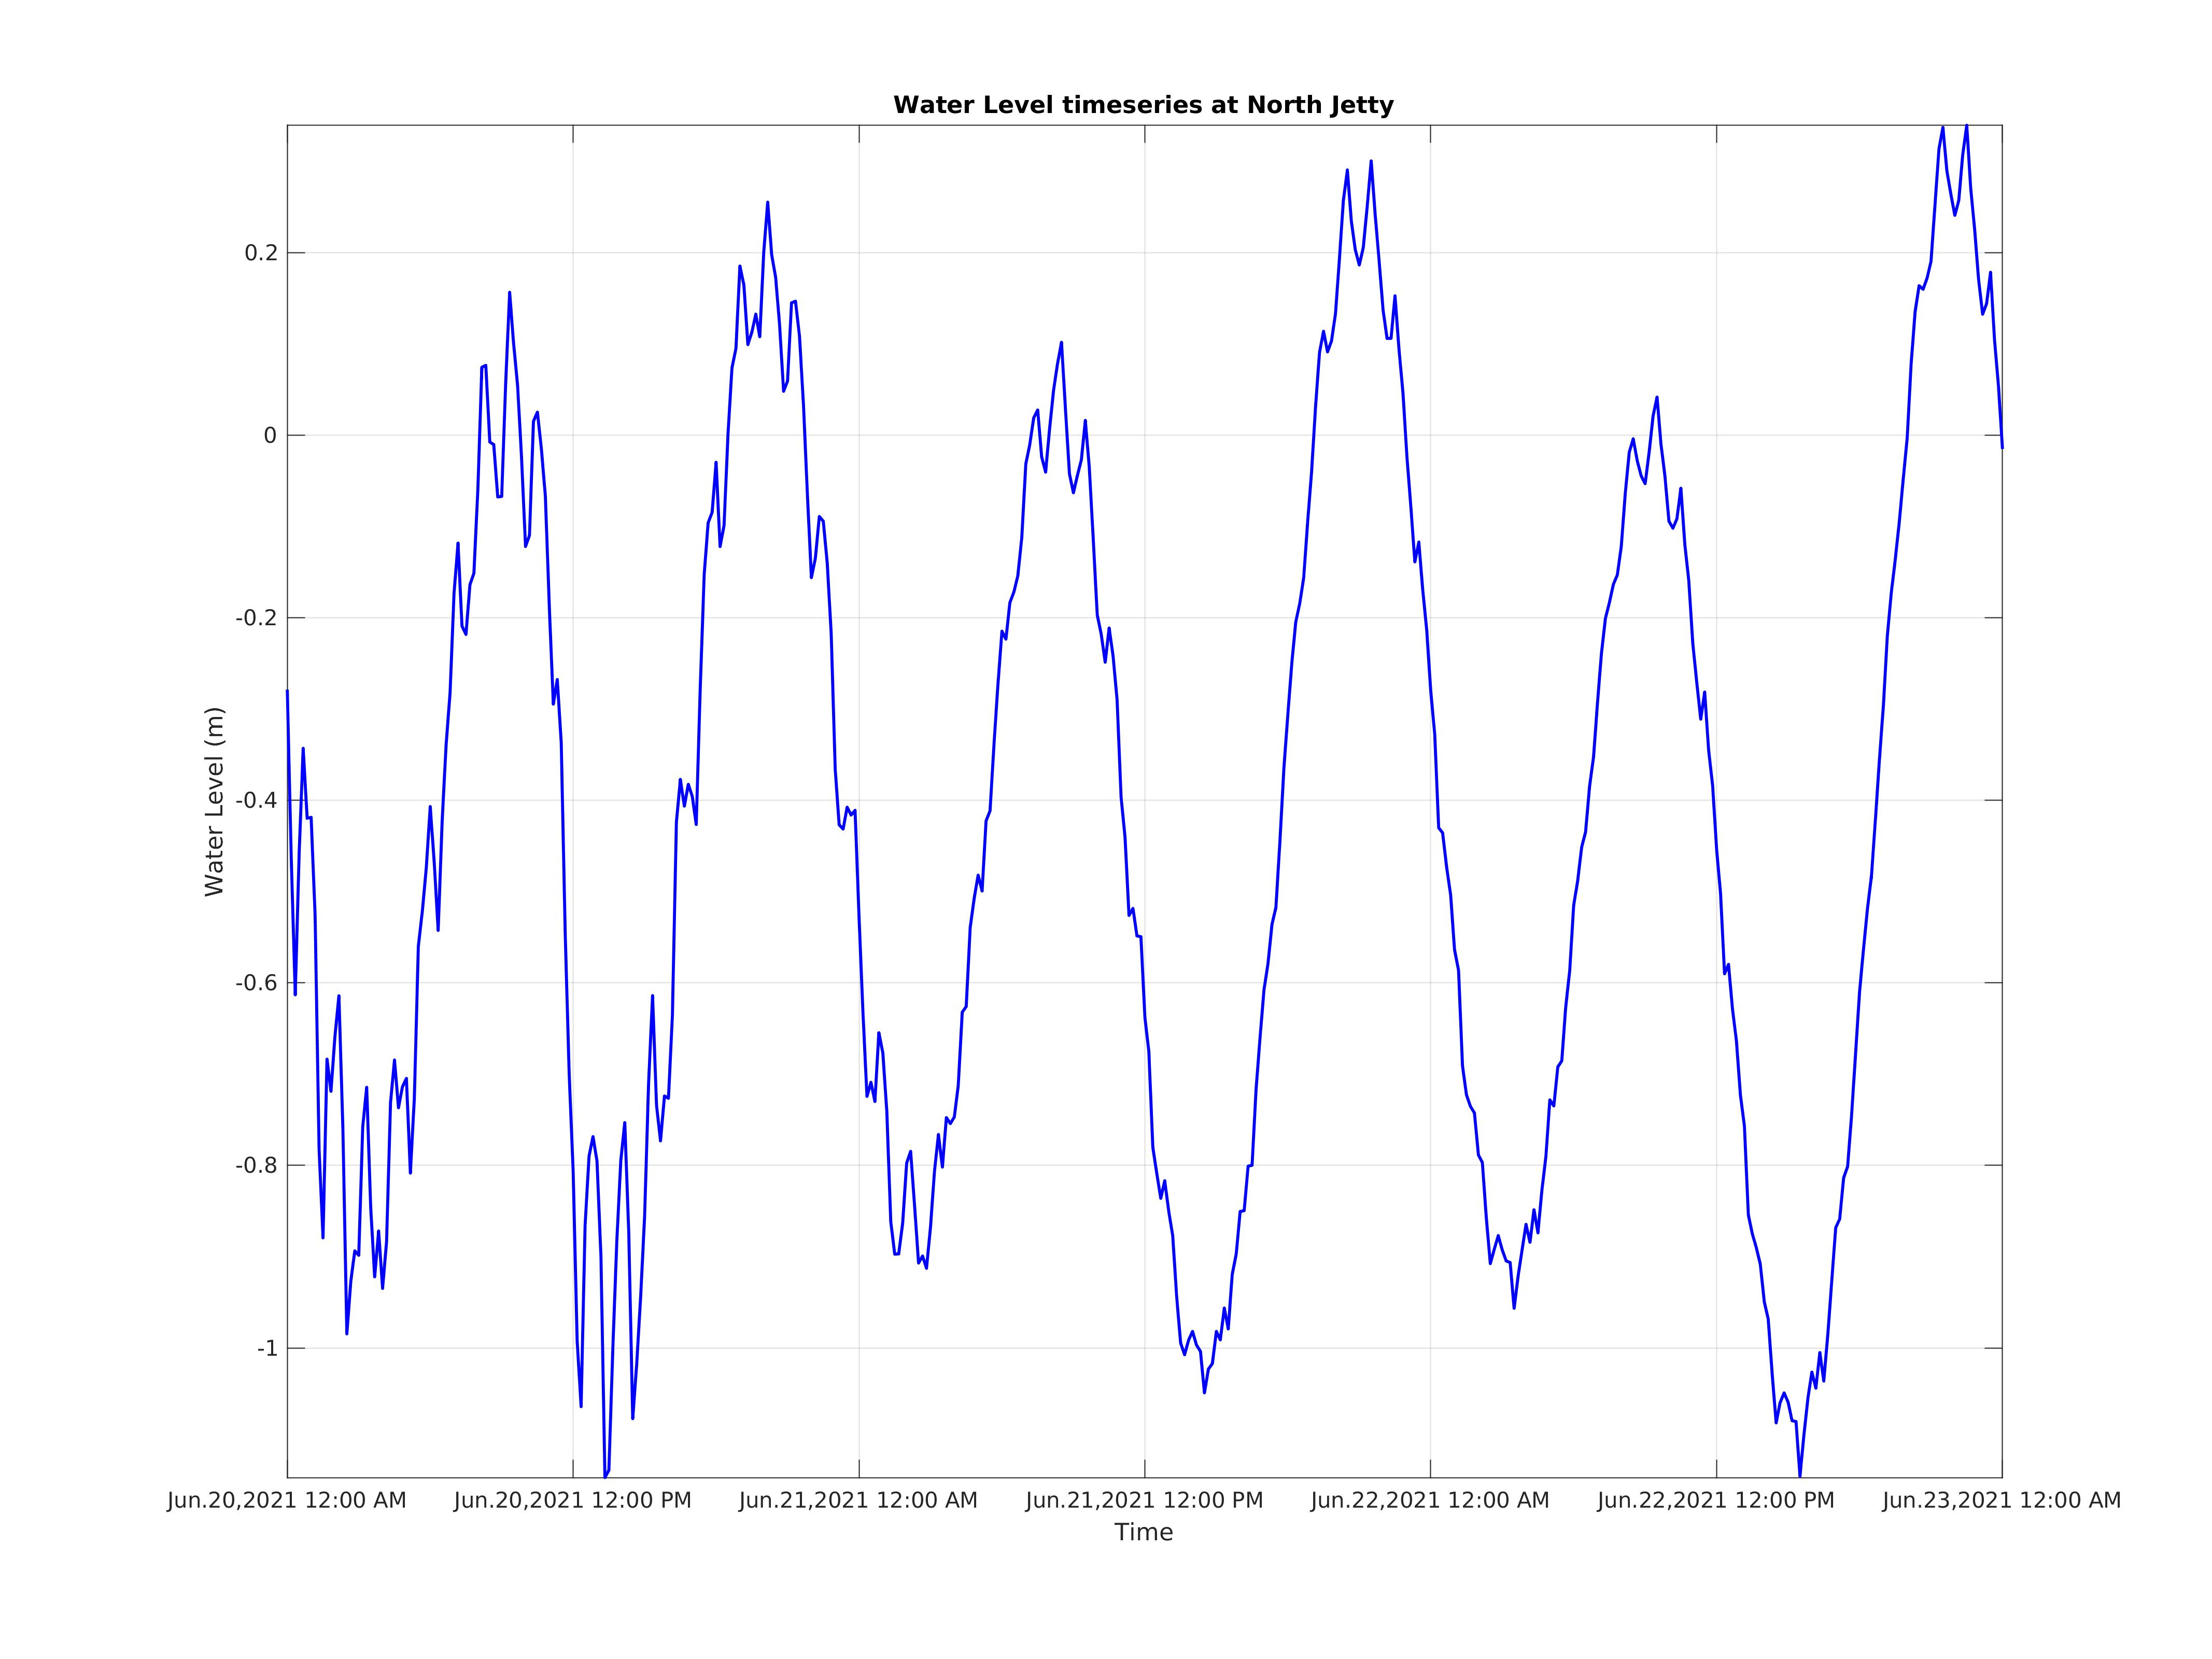 Water Level timeseries at North Jetty
Water Level (m)
0.2
0
-0.2
-0.4
-0.6
-0.8
-1
Jun.20,2021 12:00 AM
Jun.20,2021 12:00 PM
Jun.21,2021 12:00 AM
Jun.21,2021 12:00 PM
Jun.22,2021 12:00 AM
Jun.22,2021 12:00 PM
Jun.23,2021 12:00 AM
Time